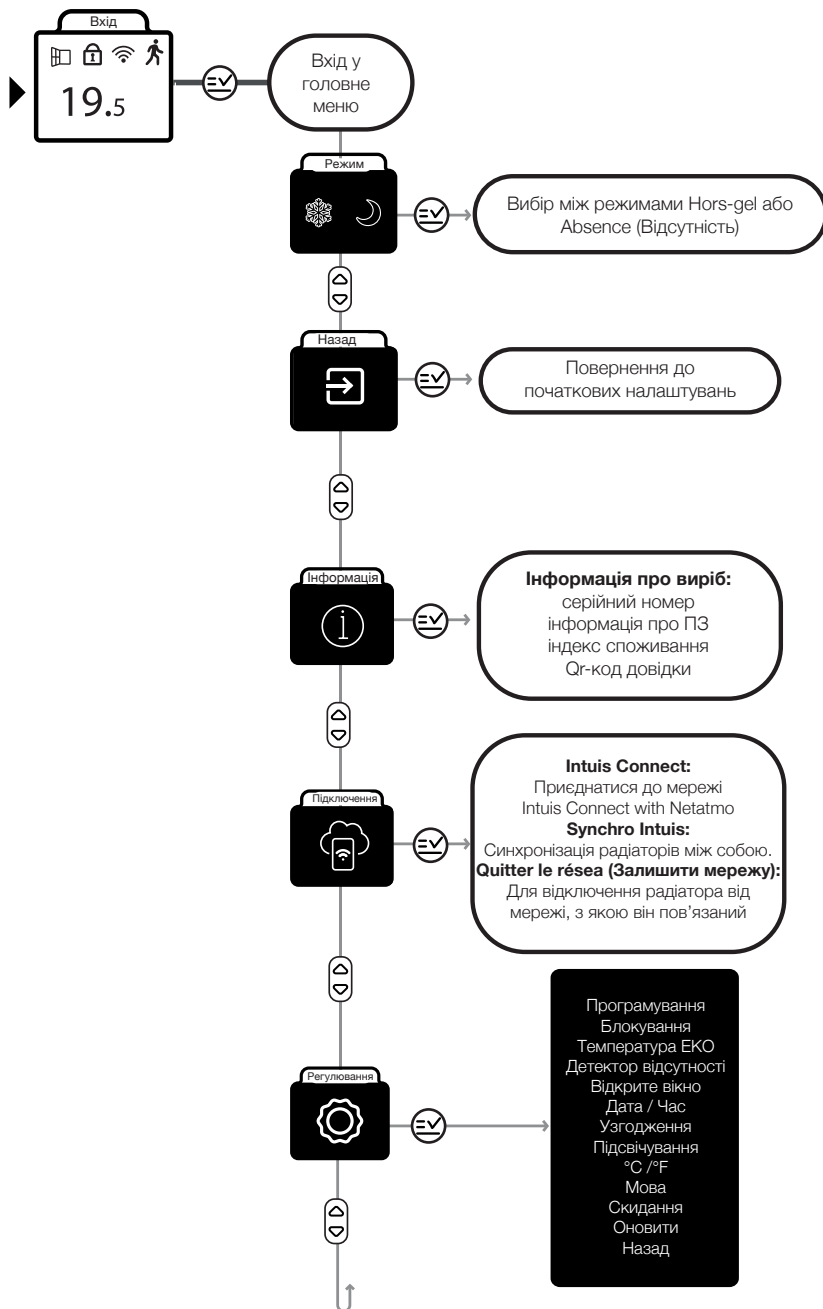 Вхід
19.5
Вхід у
головне
меню
Режим
Вибір між режимами Hors-gel або
Absence (Відсутність)
Назад
Повернення до
початкових налаштувань
Інформація
Інформація про виріб:
серійний номер
інформація про ПЗ
індекс споживання
Qr-код довідки
Підключення
Intuis Connect:
Приєднатися до мережі
Intuis Connect with Netatmo
Synchro Intuis:
Синхронізація радіаторів між собою.
Quitter le résea (Залишити мережу):
Для відключення радіатора від
мережі, з якою він пов’язаний
Регулювання
Програмування
Блокування
Температура ЕКО
Детектор відсутності
Відкрите вікно
Дата / Час
Узгодження
Підсвічування
°C /°F
Мова
Скидання
Оновити
Назад